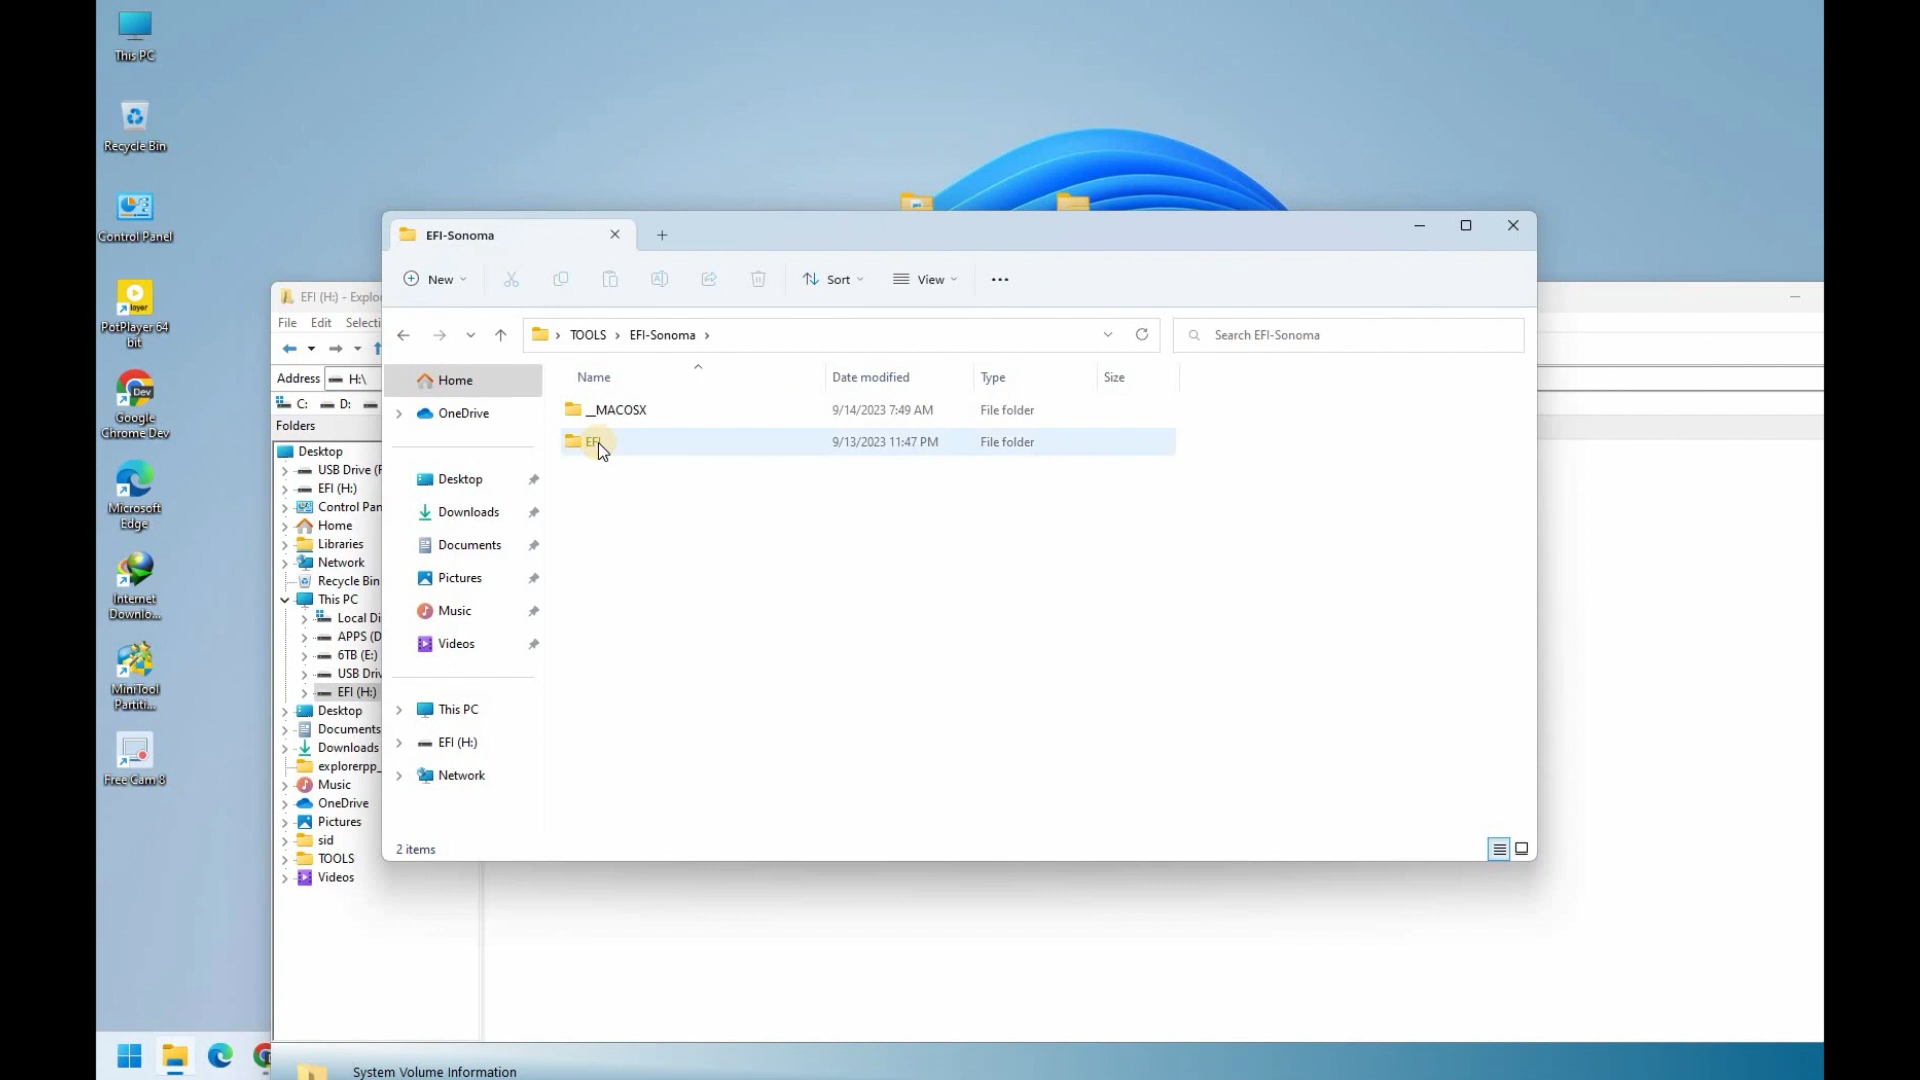 This PC
Recycle Bin
Control Panel
PotPlayer 64
bit
Google
Chrome Dev
Microsoft
Edge
Internet
Downlo...
MiniTool
Partiti...
Free Cam 8
EFI (H:) - Explo
File Edit Selecti
Address H:\
C: D:
Folders
Desktop
USB Drive (F
EFI (H:)
Control Pan
Home
Libraries
Network
Recycle Bin
This PC
Local Di
APPS (D
6TB (E:)
USB Driv
EFI (H:)
Desktop
Documents
Downloads
explorerpp_
Music
OneDrive
Pictures
sid
TOOLS
Videos
EFI-Sonoma
New Sort View
TOOLS > EFI-Sonoma >
Search EFI-Sonoma
Home
OneDrive
Desktop
Downloads
Documents
Pictures
Music
Videos
This PC
EFI (H:)
Network
Name Date modified Type Size
__MACOSX 9/14/2023 7:49 AM File folder
EFI 9/13/2023 11:47 PM File folder
2 items
System Volume Information